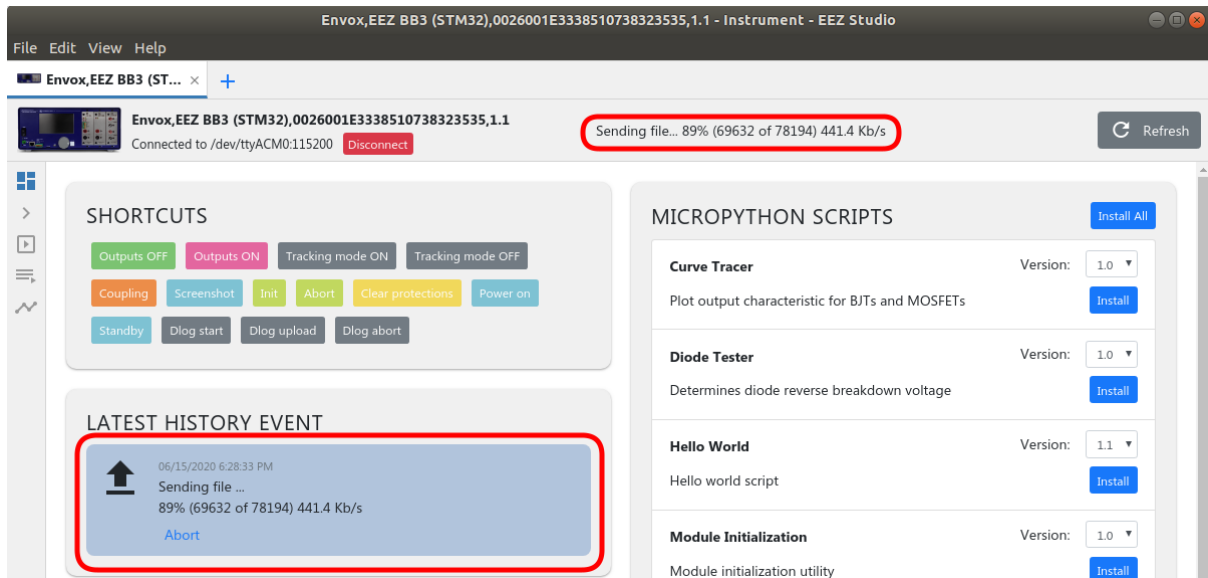 Envox,EEZ BB3 (STM32),0026001E3338510738323535,1.1 - Instrument - EEZ Studio
File Edit View Help
Envox,EEZ BB3 (ST... ×
Envox,EEZ BB3 (STM32),0026001E3338510738323535,1.1
Connected to /dev/ttyACM0:115200 Disconnect
Sending file... 89% (69632 of 78194) 441.4 Kb/s
Refresh
SHORTCUTS
Outputs OFF Outputs ON Tracking mode ON Tracking mode OFF
Coupling Screenshot Init Abort Clear protections Power on
Standby Dlog start Dlog upload Dlog abort
LATEST HISTORY EVENT
06/15/2020 6:28:33 PM
Sending file ...
89% (69632 of 78194) 441.4 Kb/s
Abort
MICROPYTHON SCRIPTS Install All
Curve Tracer Version: 1.0
Plot output characteristic for BJTs and MOSFETs Install
Diode Tester Version: 1.0
Determines diode reverse breakdown voltage Install
Hello World Version: 1.1
Hello world script Install
Module Initialization Version: 1.0
Module initialization utility Install